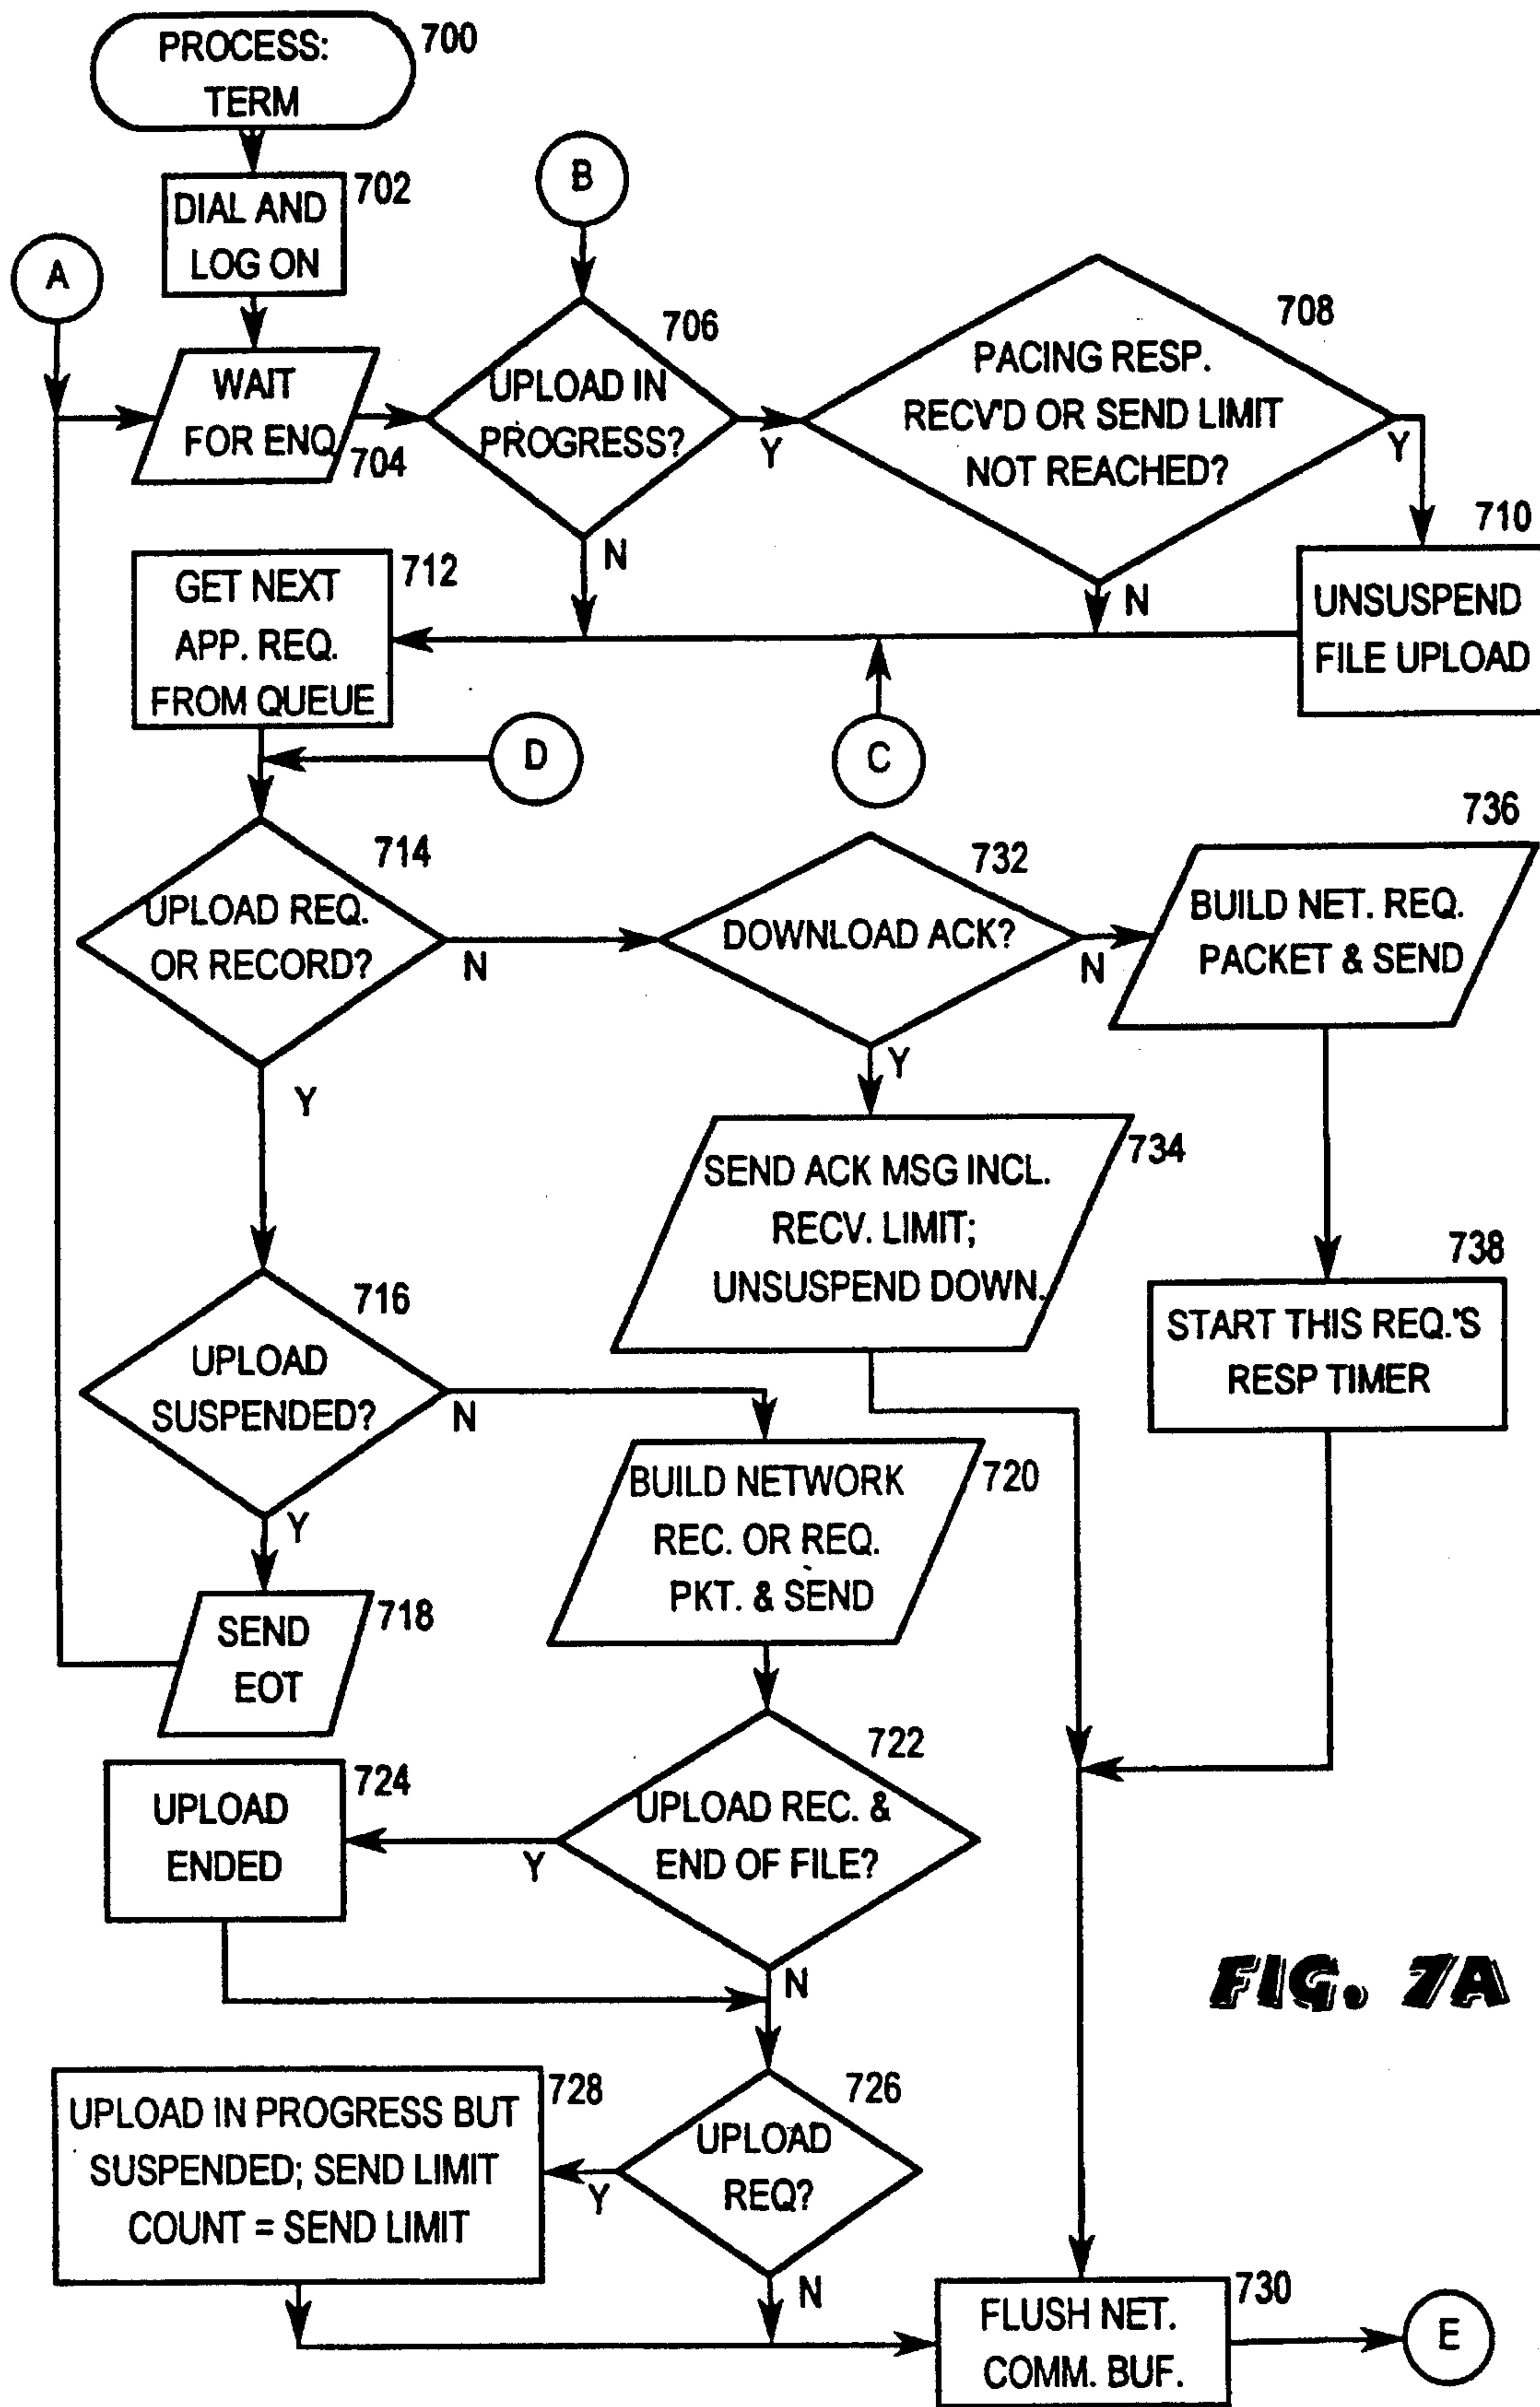 PROCESS:
TERM
700
DIAL AND
LOG ON
702
A
B
WAIT
FOR ENQ
704
UPLOAD IN
PROGRESS?
706
Y
N
PACING RESP.
RECV'D OR SEND LIMIT
NOT REACHED?
708
Y
N
710
UNSUSPEND
FILE UPLOAD
GET NEXT
APP. REQ.
FROM QUEUE
712
D
C
714
UPLOAD REQ.
OR RECORD?
N
Y
732
DOWNLOAD ACK?
N
Y
736
BUILD NET. REQ.
PACKET & SEND
734
SEND ACK MSG INCL.
RECV. LIMIT;
UNSUSPEND DOWN.
738
START THIS REQ.'S
RESP TIMER
716
UPLOAD
SUSPENDED?
N
Y
BUILD NETWORK
REC. OR REQ.
PKT. & SEND
720
SEND
EOT
718
722
UPLOAD REC. &
END OF FILE?
Y
N
724
UPLOAD
ENDED
FIG. 7A
728
UPLOAD IN PROGRESS BUT
SUSPENDED; SEND LIMIT
COUNT = SEND LIMIT
726
UPLOAD
REQ?
Y
N
730
FLUSH NET.
COMM. BUF.
E